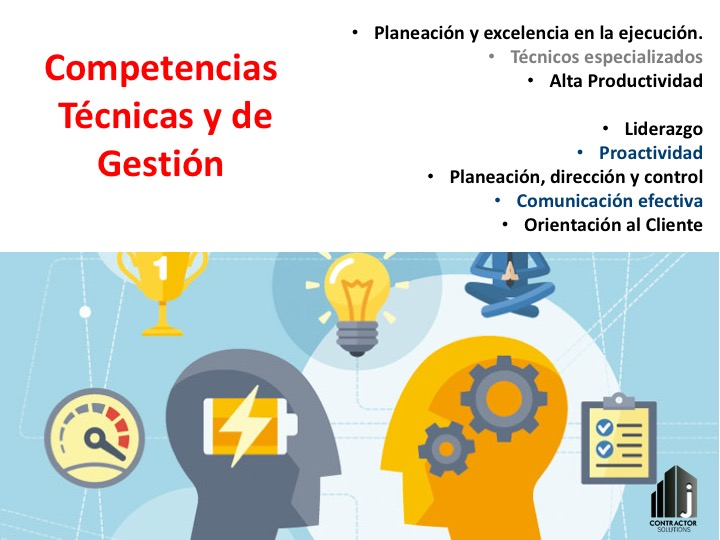 Competencias
Técnicas y de
Gestión
• Planeación y excelencia en la ejecución.
• Técnicos especializados
• Alta Productividad
• Liderazgo
• Proactividad
• Planeación, dirección y control
• Comunicación efectiva
• Orientación al Cliente
1
j
CONTRACTOR
SOLUTIONS